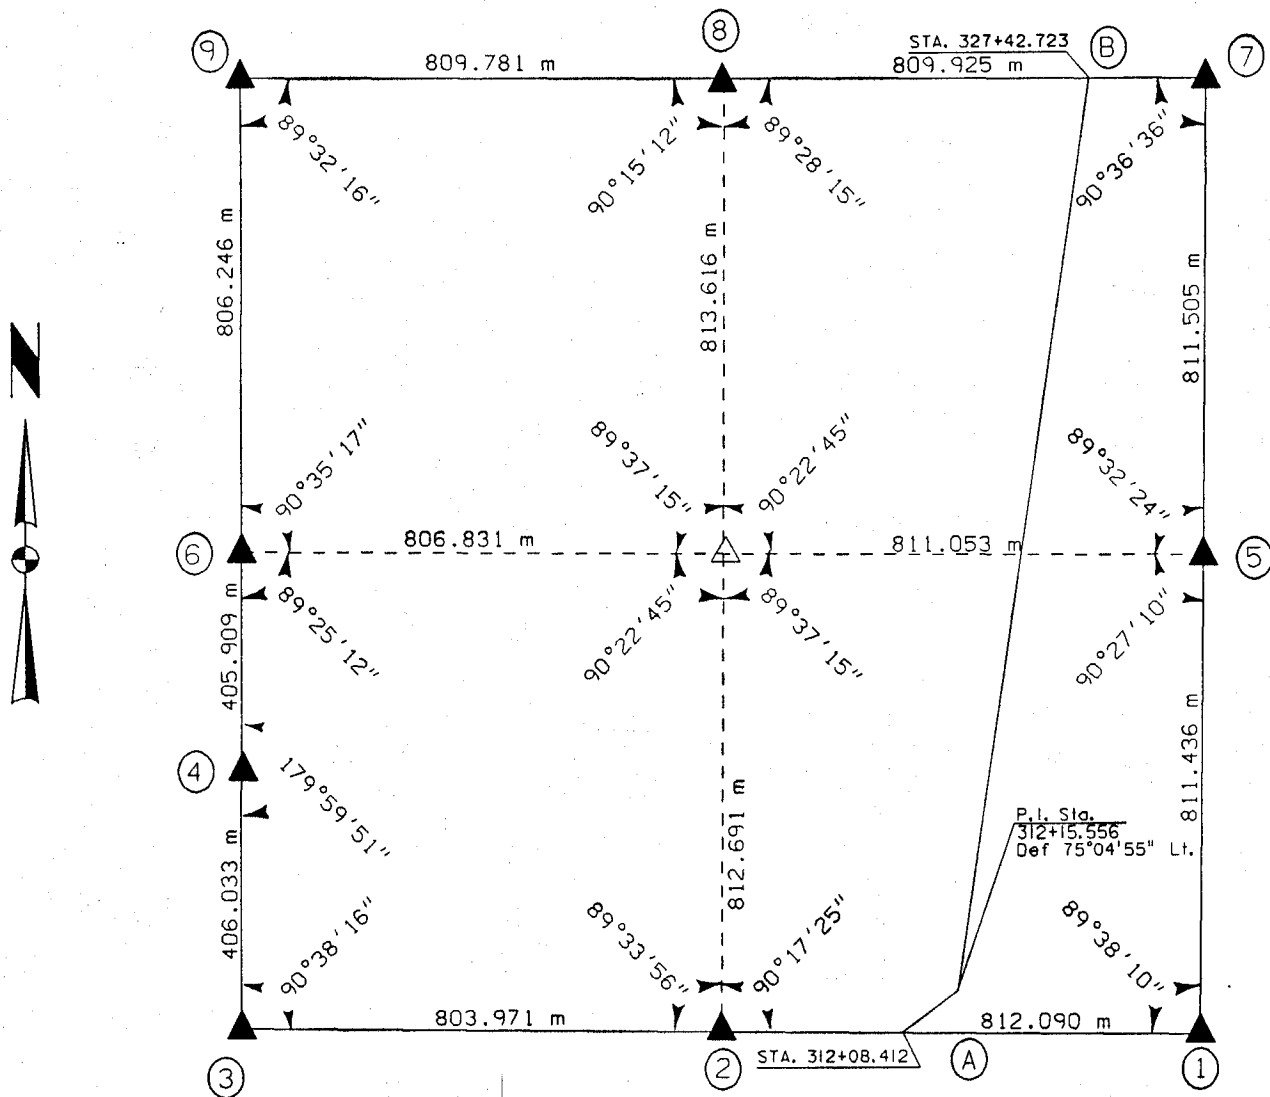 9
8
STA. 327+42.723
B
7
809.781 m
809.925 m
89°32'16"
90°15'12"
89°28'15"
90°36'36"
806.246 m
813.616 m
811.505 m
N
90°35'17"
89°37'15"
90°22'45"
89°32'24"
6
806.831 m
811.053 m
5
405.909 m
89°25'12"
90°22'45"
89°37'15"
90°27'10"
4
179°59'51"
812.691 m
811.436 m
P.I. Sta.
312+15.556
Def 75°04'55" Lt.
406.033 m
90°38'16"
89°33'56"
90°17'25"
89°38'10"
803.971 m
812.090 m
STA. 312+08.412
3
2
A
1